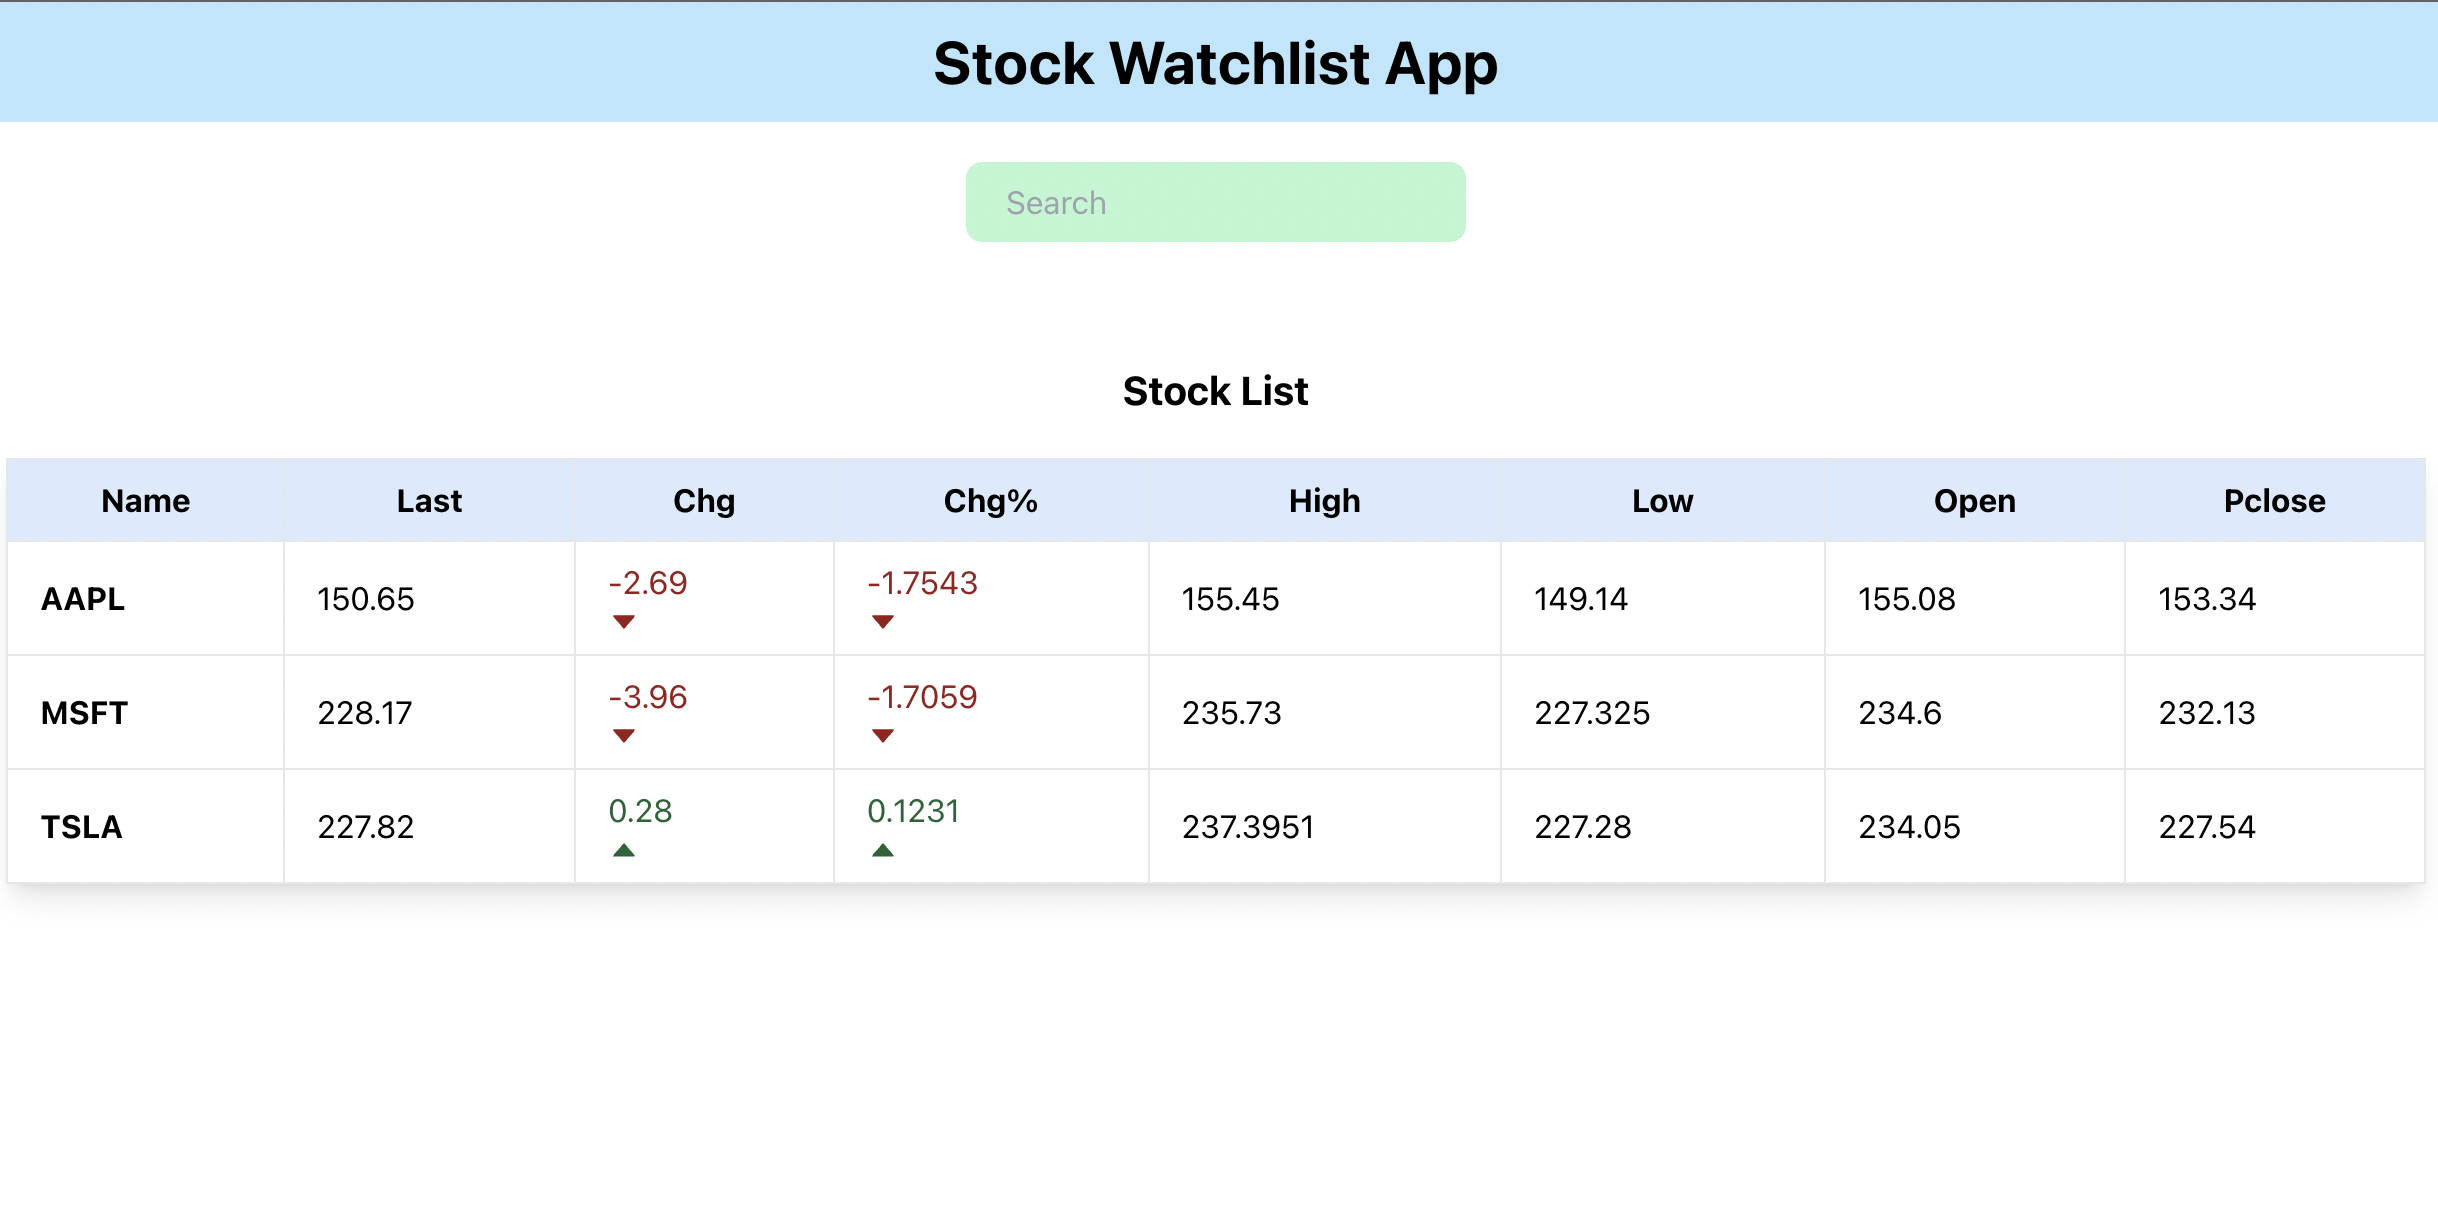 Stock Watchlist App
Search
Stock List
Name Last Chg Chg% High Low Open Pclose
AAPL 150.65 -2.69 -1.7543 155.45 149.14 155.08 153.34
MSFT 228.17 -3.96 -1.7059 235.73 227.325 234.6 232.13
TSLA 227.82 0.28 0.1231 237.3951 227.28 234.05 227.54